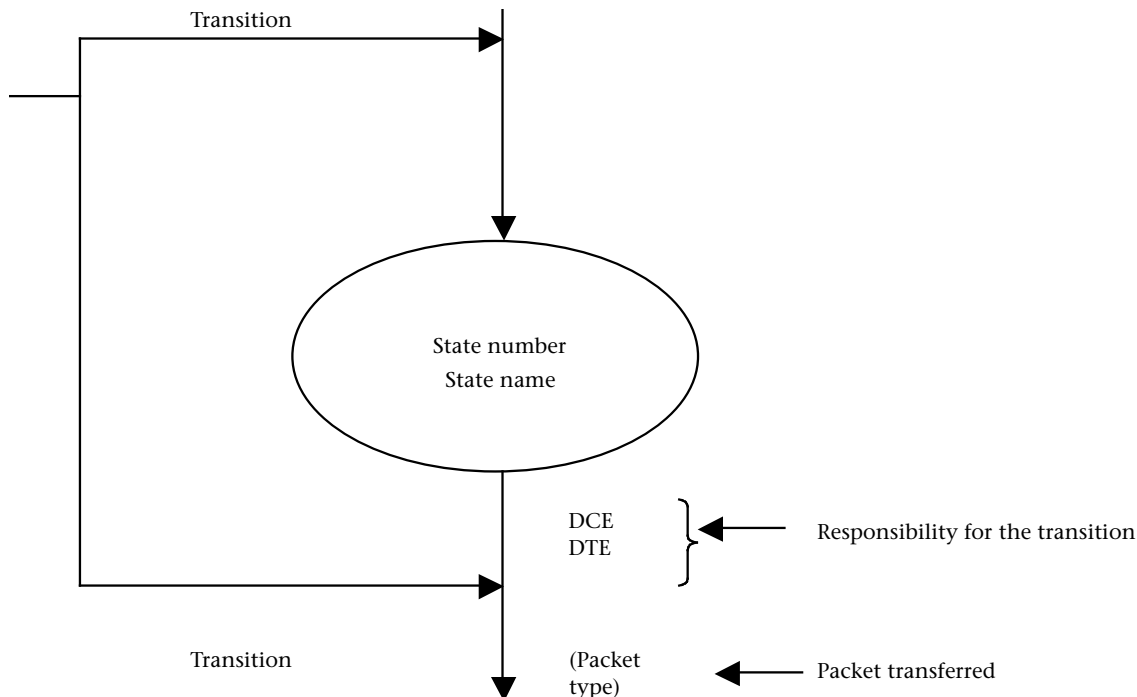 Transition
State number
State name
DCE
DTE
Responsibility for the transition
Transition
(Packet
type)
Packet transferred